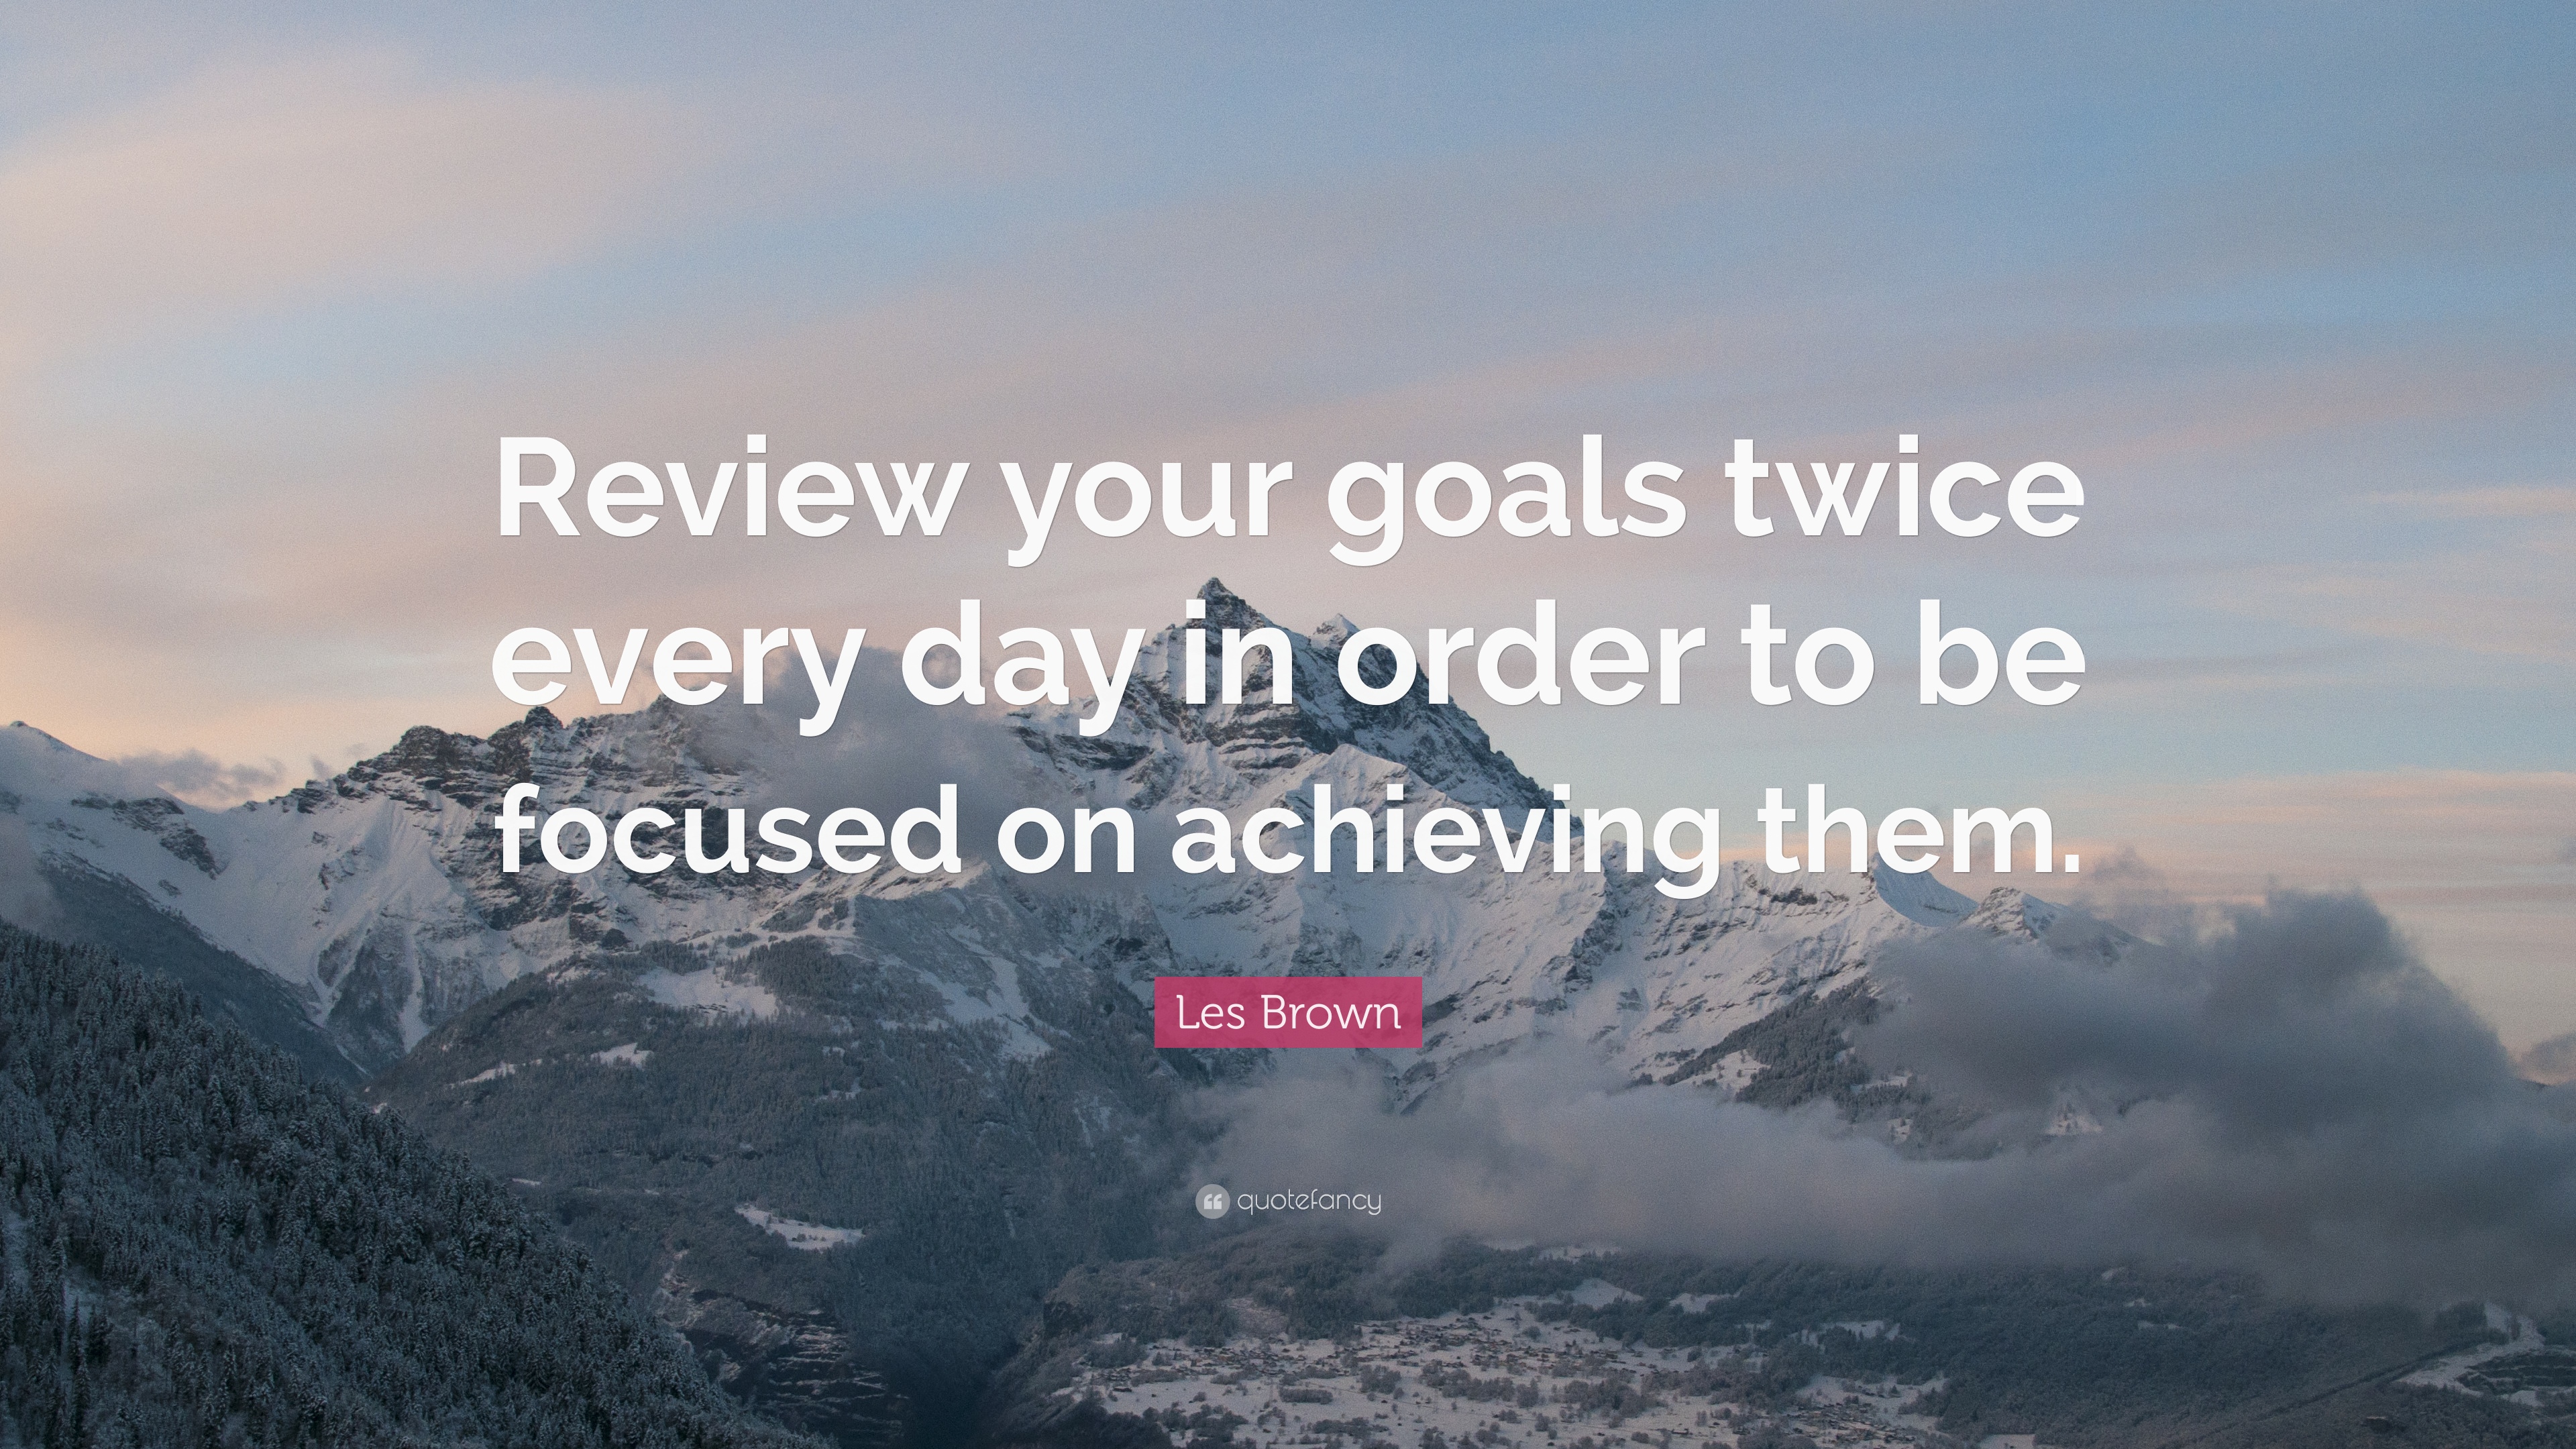 Review your goals twice
every day in order to be
focused on achieving them.
Les Brown
quotefancy